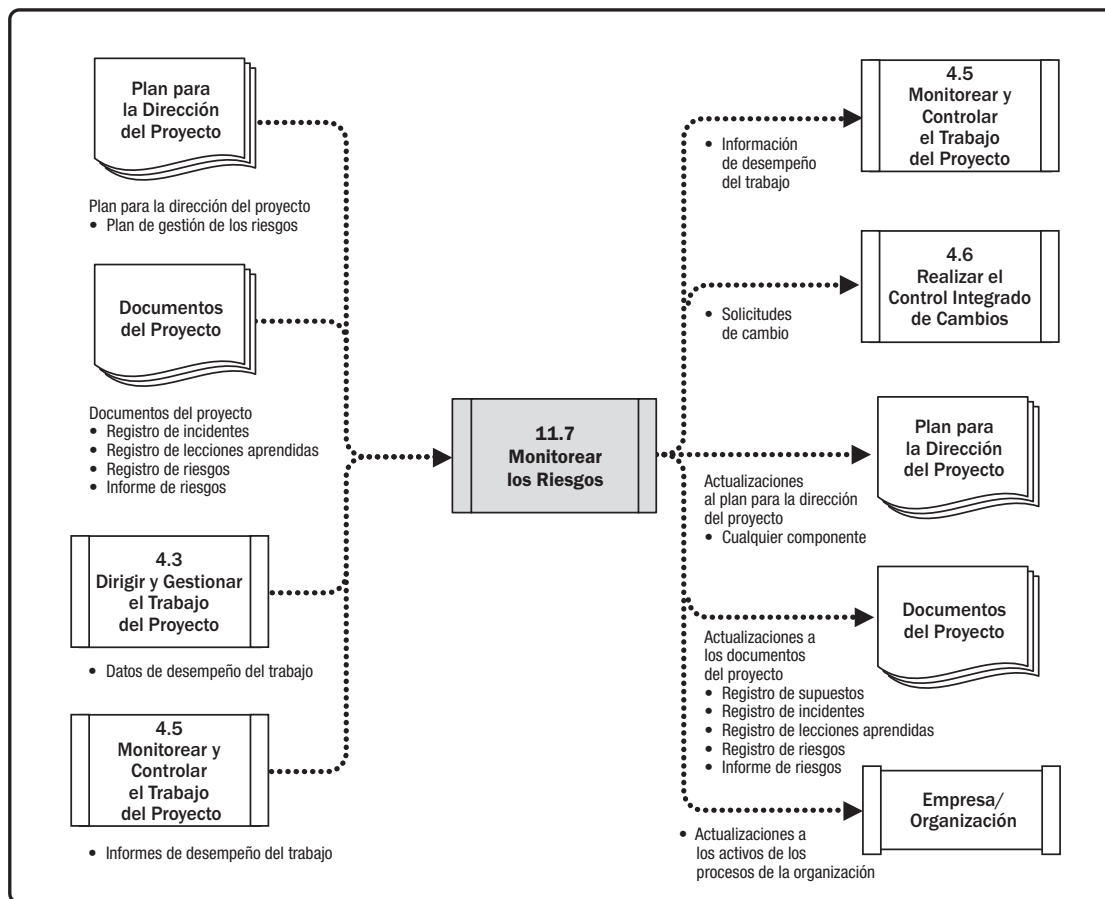 Plan para
la Dirección
del Proyecto
Plan para la dirección del proyecto
• Plan de gestión de los riesgos
Documentos
del Proyecto
Documentos del proyecto
• Registro de incidentes
• Registro de lecciones aprendidas
• Registro de riesgos
• Informe de riesgos
4.3
Dirigir y Gestionar
el Trabajo
del Proyecto
• Datos de desempeño del trabajo
4.5
Monitorear y
Controlar
el Trabajo
del Proyecto
• Informes de desempeño del trabajo
11.7
Monitorear
los Riesgos
• Información
de desempeño
del trabajo
4.5
Monitorear y
Controlar
el Trabajo
del Proyecto
• Solicitudes
de cambio
4.6
Realizar el
Control Integrado
de Cambios
Actualizaciones
al plan para la dirección
del proyecto
• Cualquier componente
Plan para
la Dirección
del Proyecto
Actualizaciones a
los documentos
del proyecto
• Registro de supuestos
• Registro de incidentes
• Registro de lecciones aprendidas
• Registro de riesgos
• Informe de riesgos
Documentos
del Proyecto
• Actualizaciones a
los activos de los
procesos de la organización
Empresa/
Organización